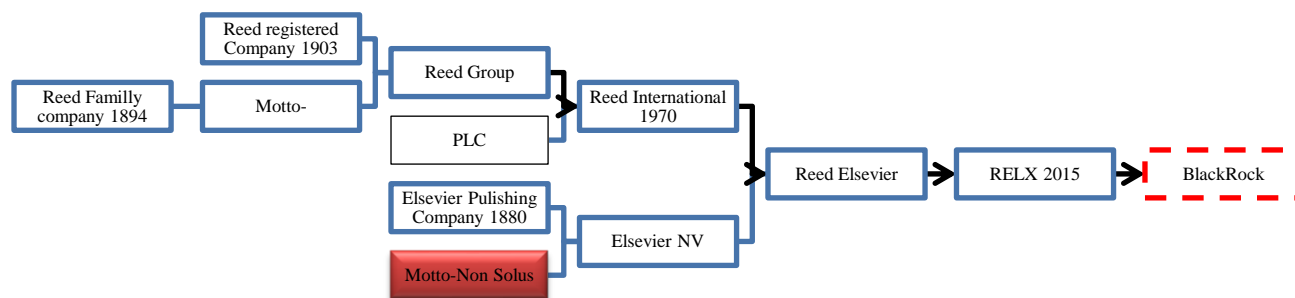 Reed registered
Company 1903
Reed Familly
company 1894
Motto-
Reed Group
PLC
Reed International
1970
Elsevier Pulishing
Company 1880
Motto-Non Solus
Elsevier NV
Reed Elsevier
RELX 2015
BlackRock